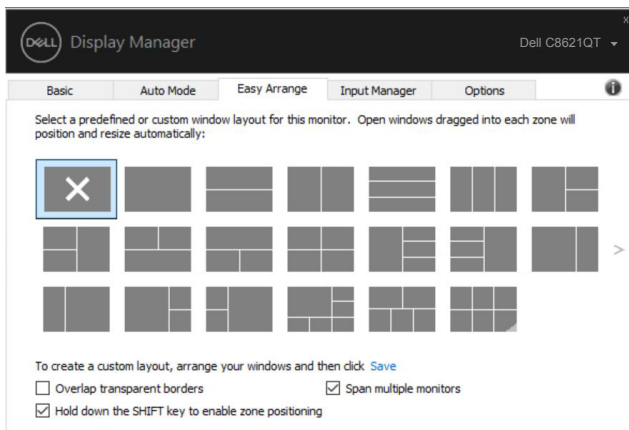 x
DELL Display Manager
Dell C8621QT
Basic Auto Mode Easy Arrange Input Manager Options
Select a predefined or custom window layout for this monitor. Open windows dragged into each zone will
position and resize automatically:
To create a custom layout, arrange your windows and then click Save
Overlap transparent borders Span multiple monitors
Hold down the SHIFT key to enable zone positioning